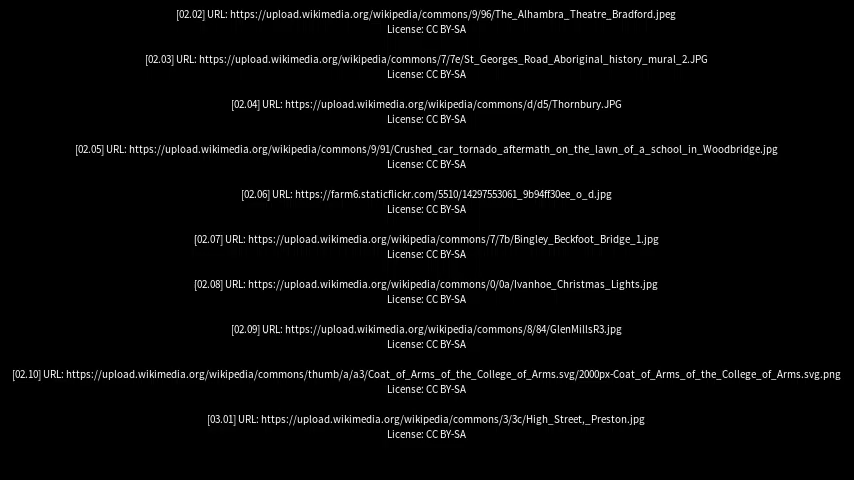 [02.02] URL: https://upload.wikimedia.org/wikipedia/commons/9/96/The_Alhambra_Theatre_Bradford.jpeg
License: CC BY-SA
[02.03] URL: https://upload.wikimedia.org/wikipedia/commons/7/7e/St_Georges_Road_Aboriginal_history_mural_2.JPG
License: CC BY-SA
[02.04] URL: https://upload.wikimedia.org/wikipedia/commons/d/d5/Thornbury.JPG
License: CC BY-SA
[02.05] URL: https://upload.wikimedia.org/wikipedia/commons/9/91/Crushed_car_tornado_aftermath_on_the_lawn_of_a_school_in_Woodbridge.jpg
License: CC BY-SA
[02.06] URL: https://farm6.staticflickr.com/5510/14297553061_9b94ff30ee_o_d.jpg
License: CC BY-SA
[02.07] URL: https://upload.wikimedia.org/wikipedia/commons/7/7b/Bingley_Beckfoot_Bridge_1.jpg
License: CC BY-SA
[02.08] URL: https://upload.wikimedia.org/wikipedia/commons/0/0a/Ivanhoe_Christmas_Lights.jpg
License: CC BY-SA
[02.09] URL: https://upload.wikimedia.org/wikipedia/commons/8/84/GlenMillsR3.jpg
License: CC BY-SA
[02.10] URL: https://upload.wikimedia.org/wikipedia/commons/thumb/a/a3/Coat_of_Arms_of_the_College_of_Arms.svg/2000px-Coat_of_Arms_of_the_College_of_Arms.svg.png
License: CC BY-SA
[03.01] URL: https://upload.wikimedia.org/wikipedia/commons/3/3c/High_Street,_Preston.jpg
License: CC BY-SA